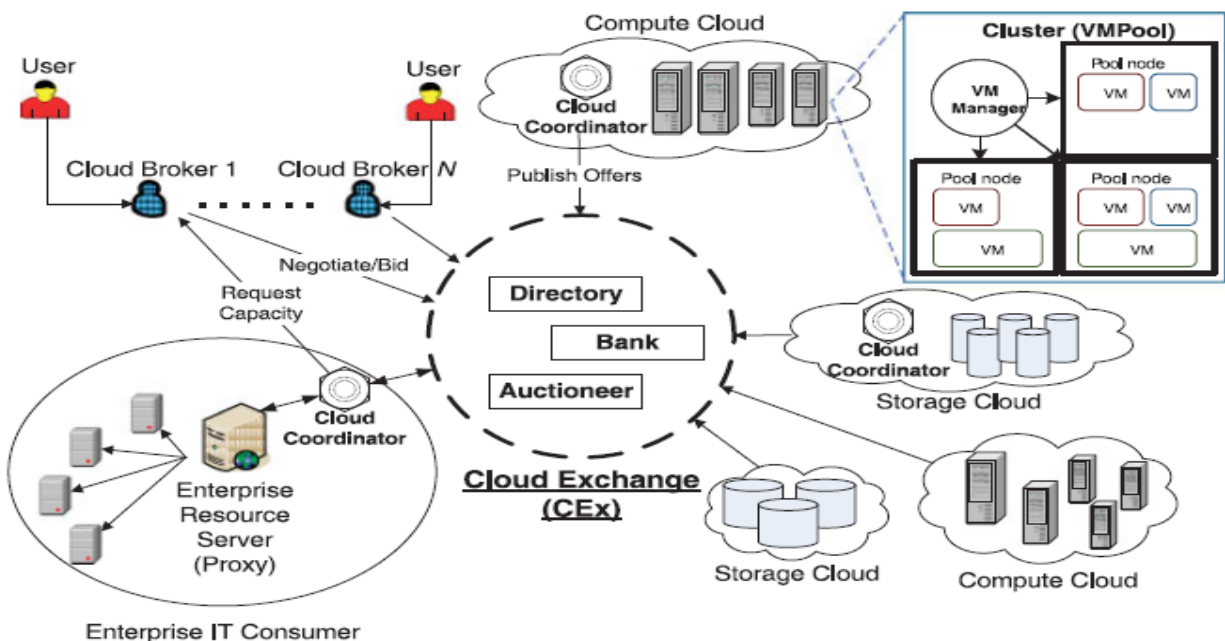 Compute Cloud
Cluster (VMPool)
User
User
Cloud
Coordinator
VM
Manager
Pool node
VM
VM
Cloud Broker 1
Cloud Broker N
Publish Offers
Pool node
VM
VM
Pool node
VM
VM
VM
Negotiate/Bid
Request
Capacity
Directory
Bank
Auctioneer
Cloud
Coordinator
Storage Cloud
Cloud
Coordinator
Enterprise
Resource
Server
(Proxy)
Cloud Exchange
(CEx)
Storage Cloud
Compute Cloud
Enterprise IT Consumer